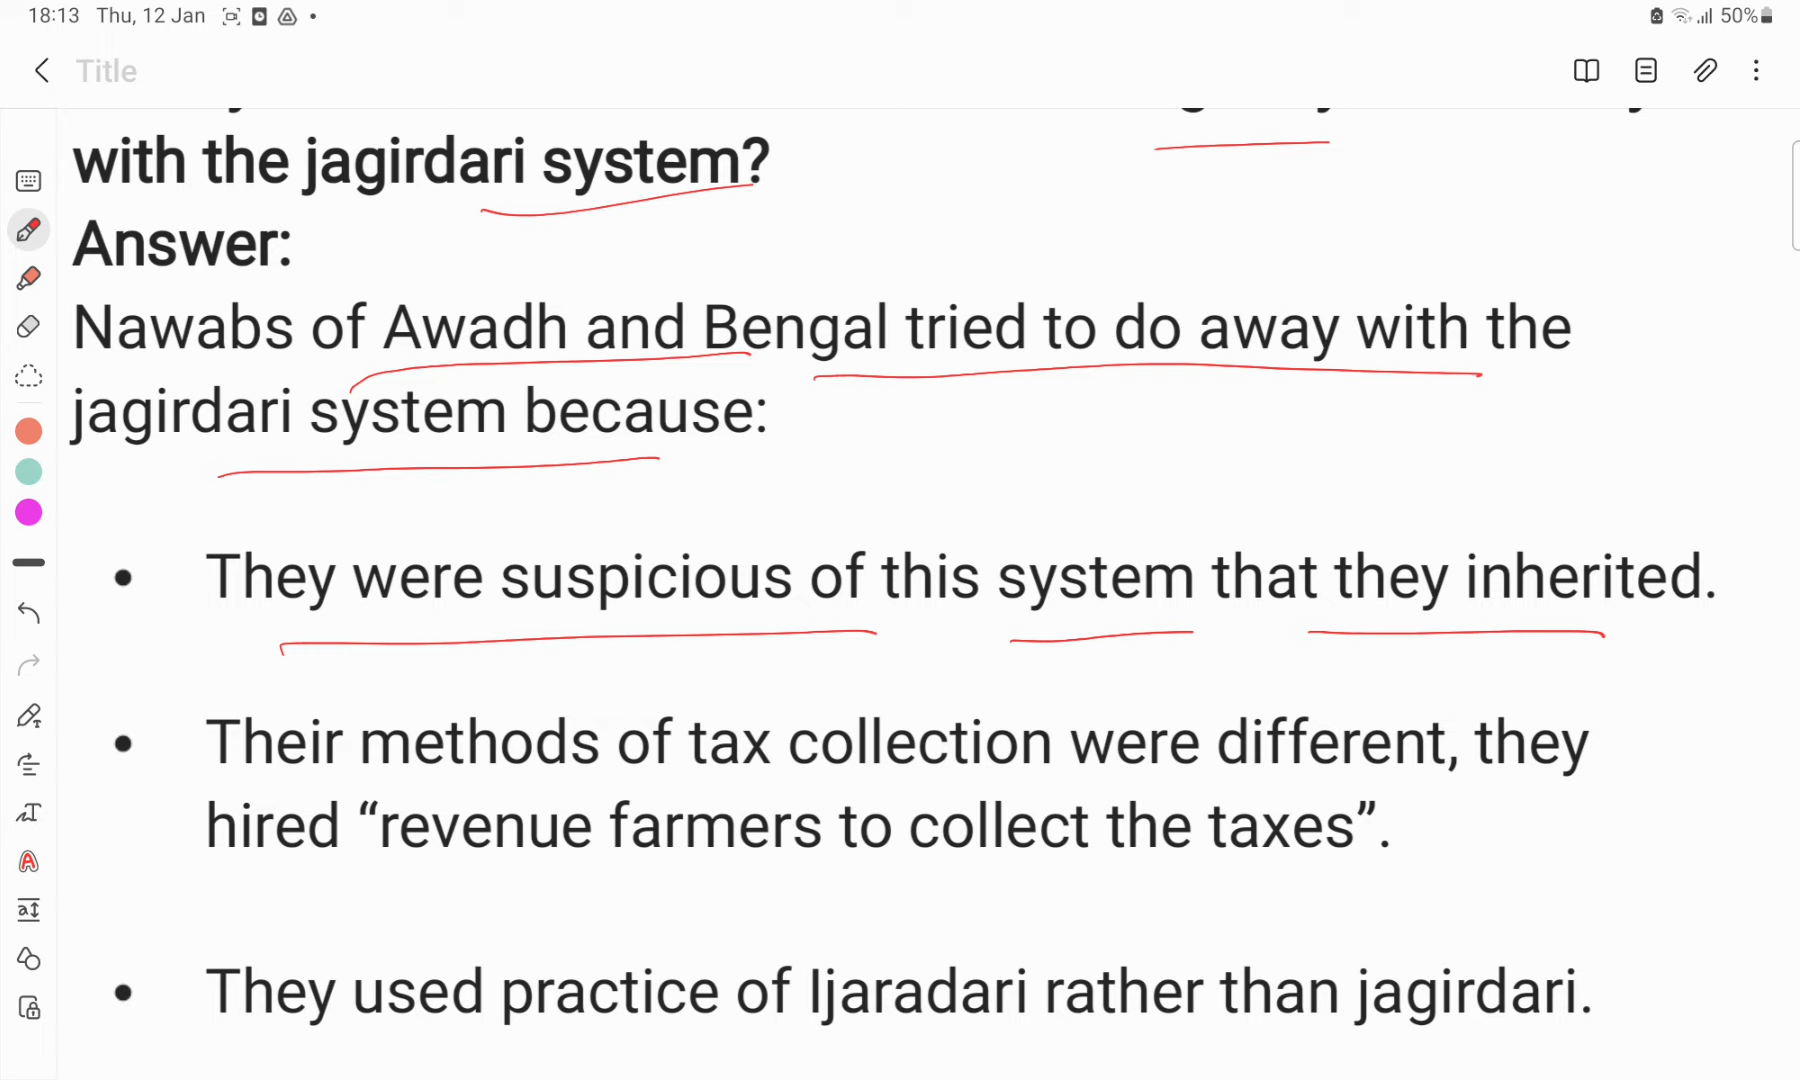 18:13 Thu, 12 Jan
50%
Title
with the jagirdari system?
Answer:
Nawabs of Awadh and Bengal tried to do away with the
jagirdari system because:
• They were suspicious of this system that they inherited.
• Their methods of tax collection were different, they
hired “revenue farmers to collect the taxes”.
• They used practice of Ijaradari rather than jagirdari.